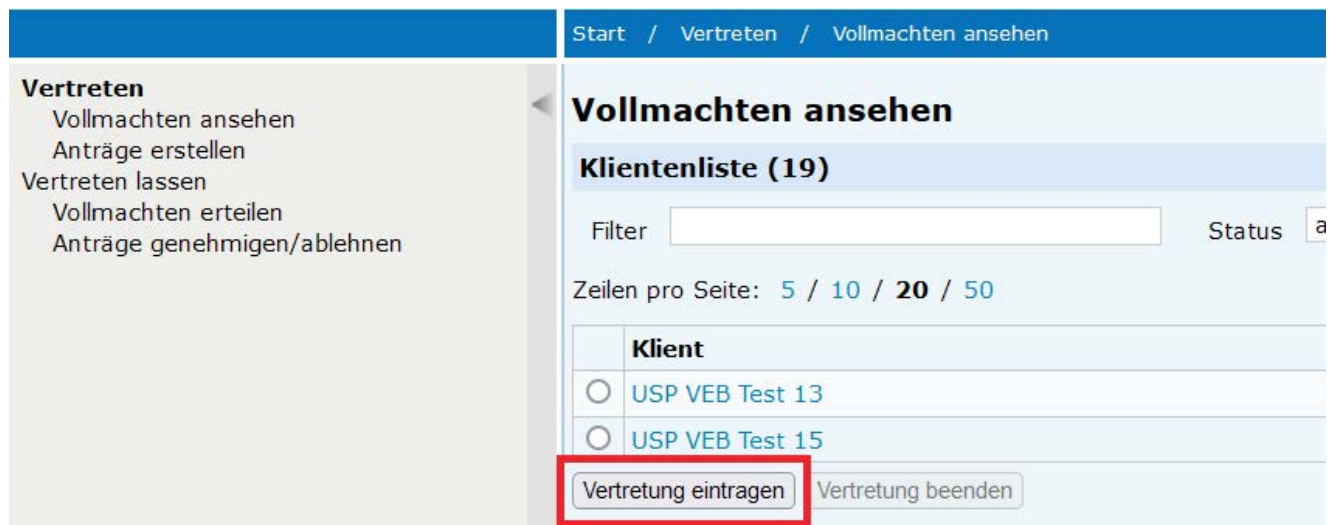 Start / Vertreten / Vollmachten ansehen
Vertreten
Vollmachten ansehen
Anträge erstellen
Vertreten lassen
Vollmachten erteilen
Anträge genehmigen/ablehnen
Vollmachten ansehen
Klientenliste (19)
Filter Status a
Zeilen pro Seite: 5 / 10 / 20 / 50
Klient
USP VEB Test 13
USP VEB Test 15
Vertretung eintragen Vertretung beenden